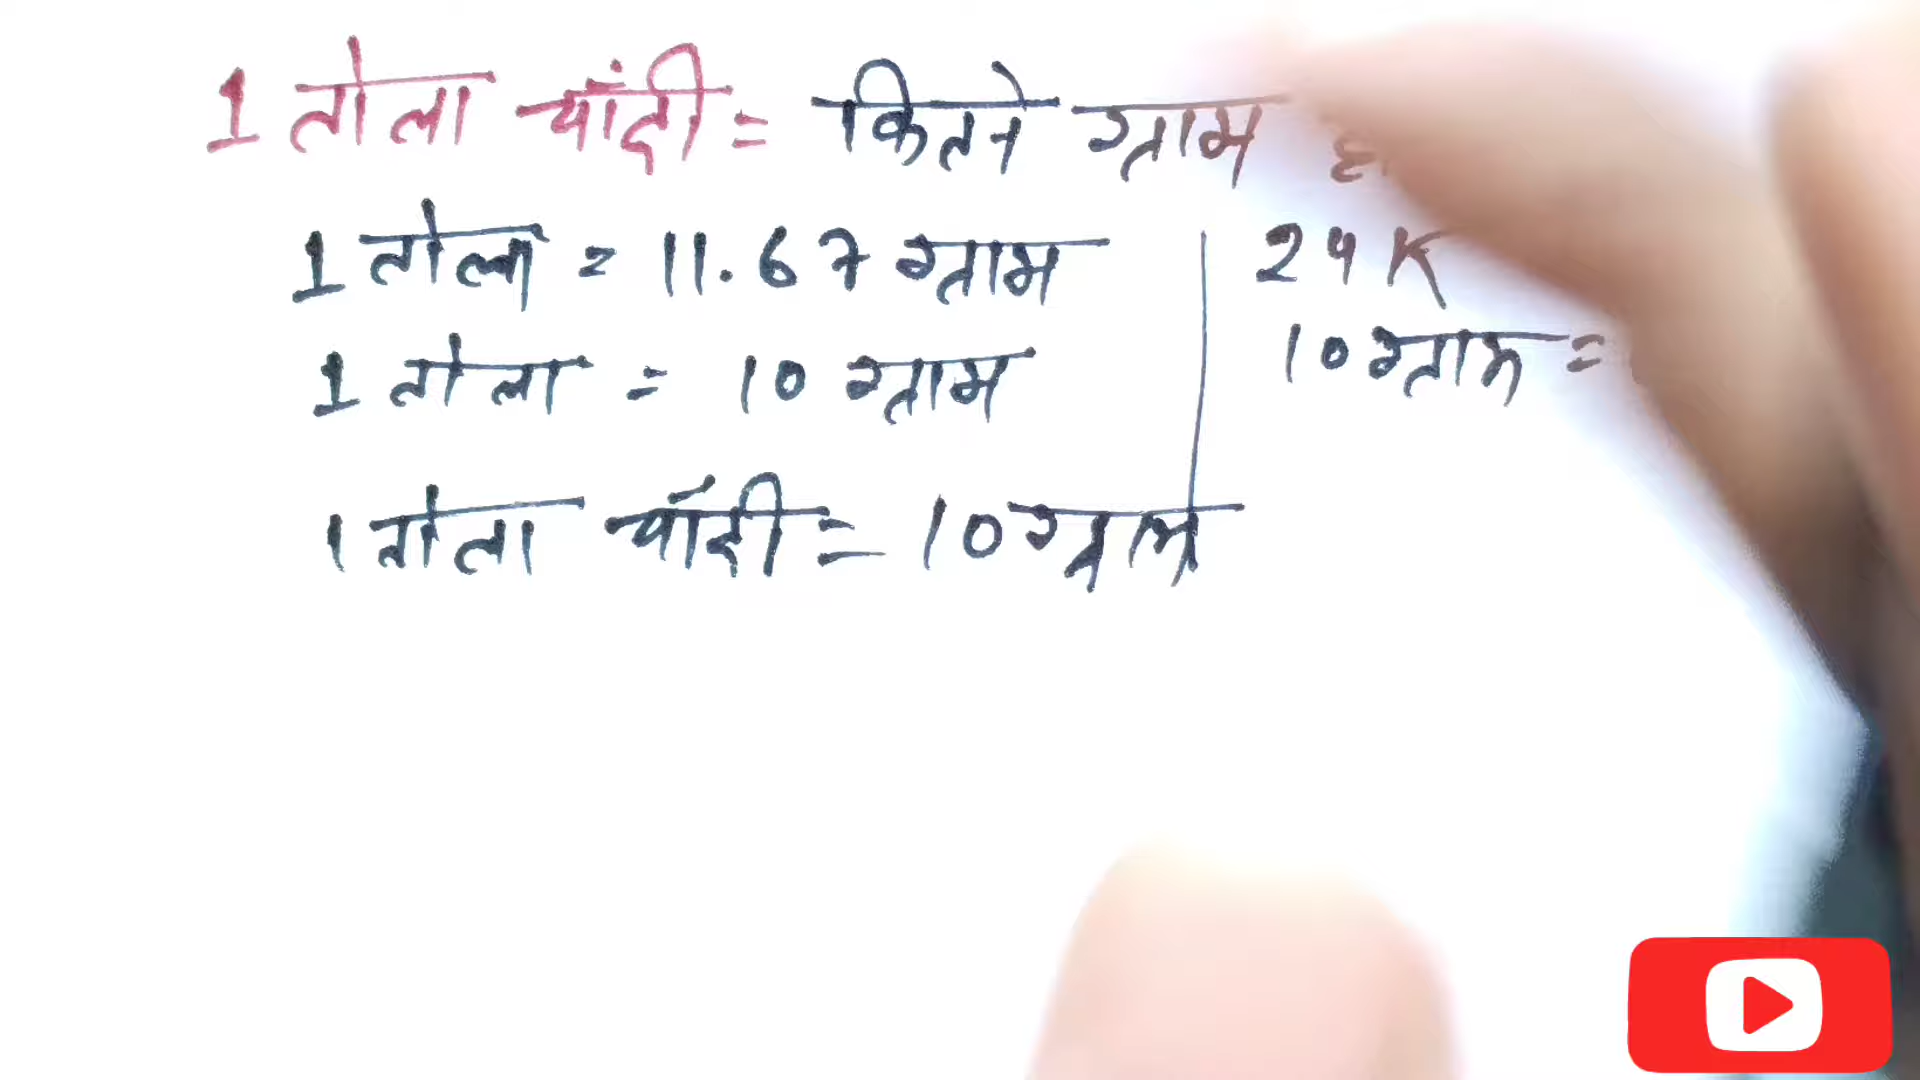 1 तोला चाँदी = कितने ग्राम
1 तोला = 11.67 ग्राम
1 तोला = 10 ग्राम
1 तोला चाँदी = 10 ग्राम
24K
10 ग्राम =